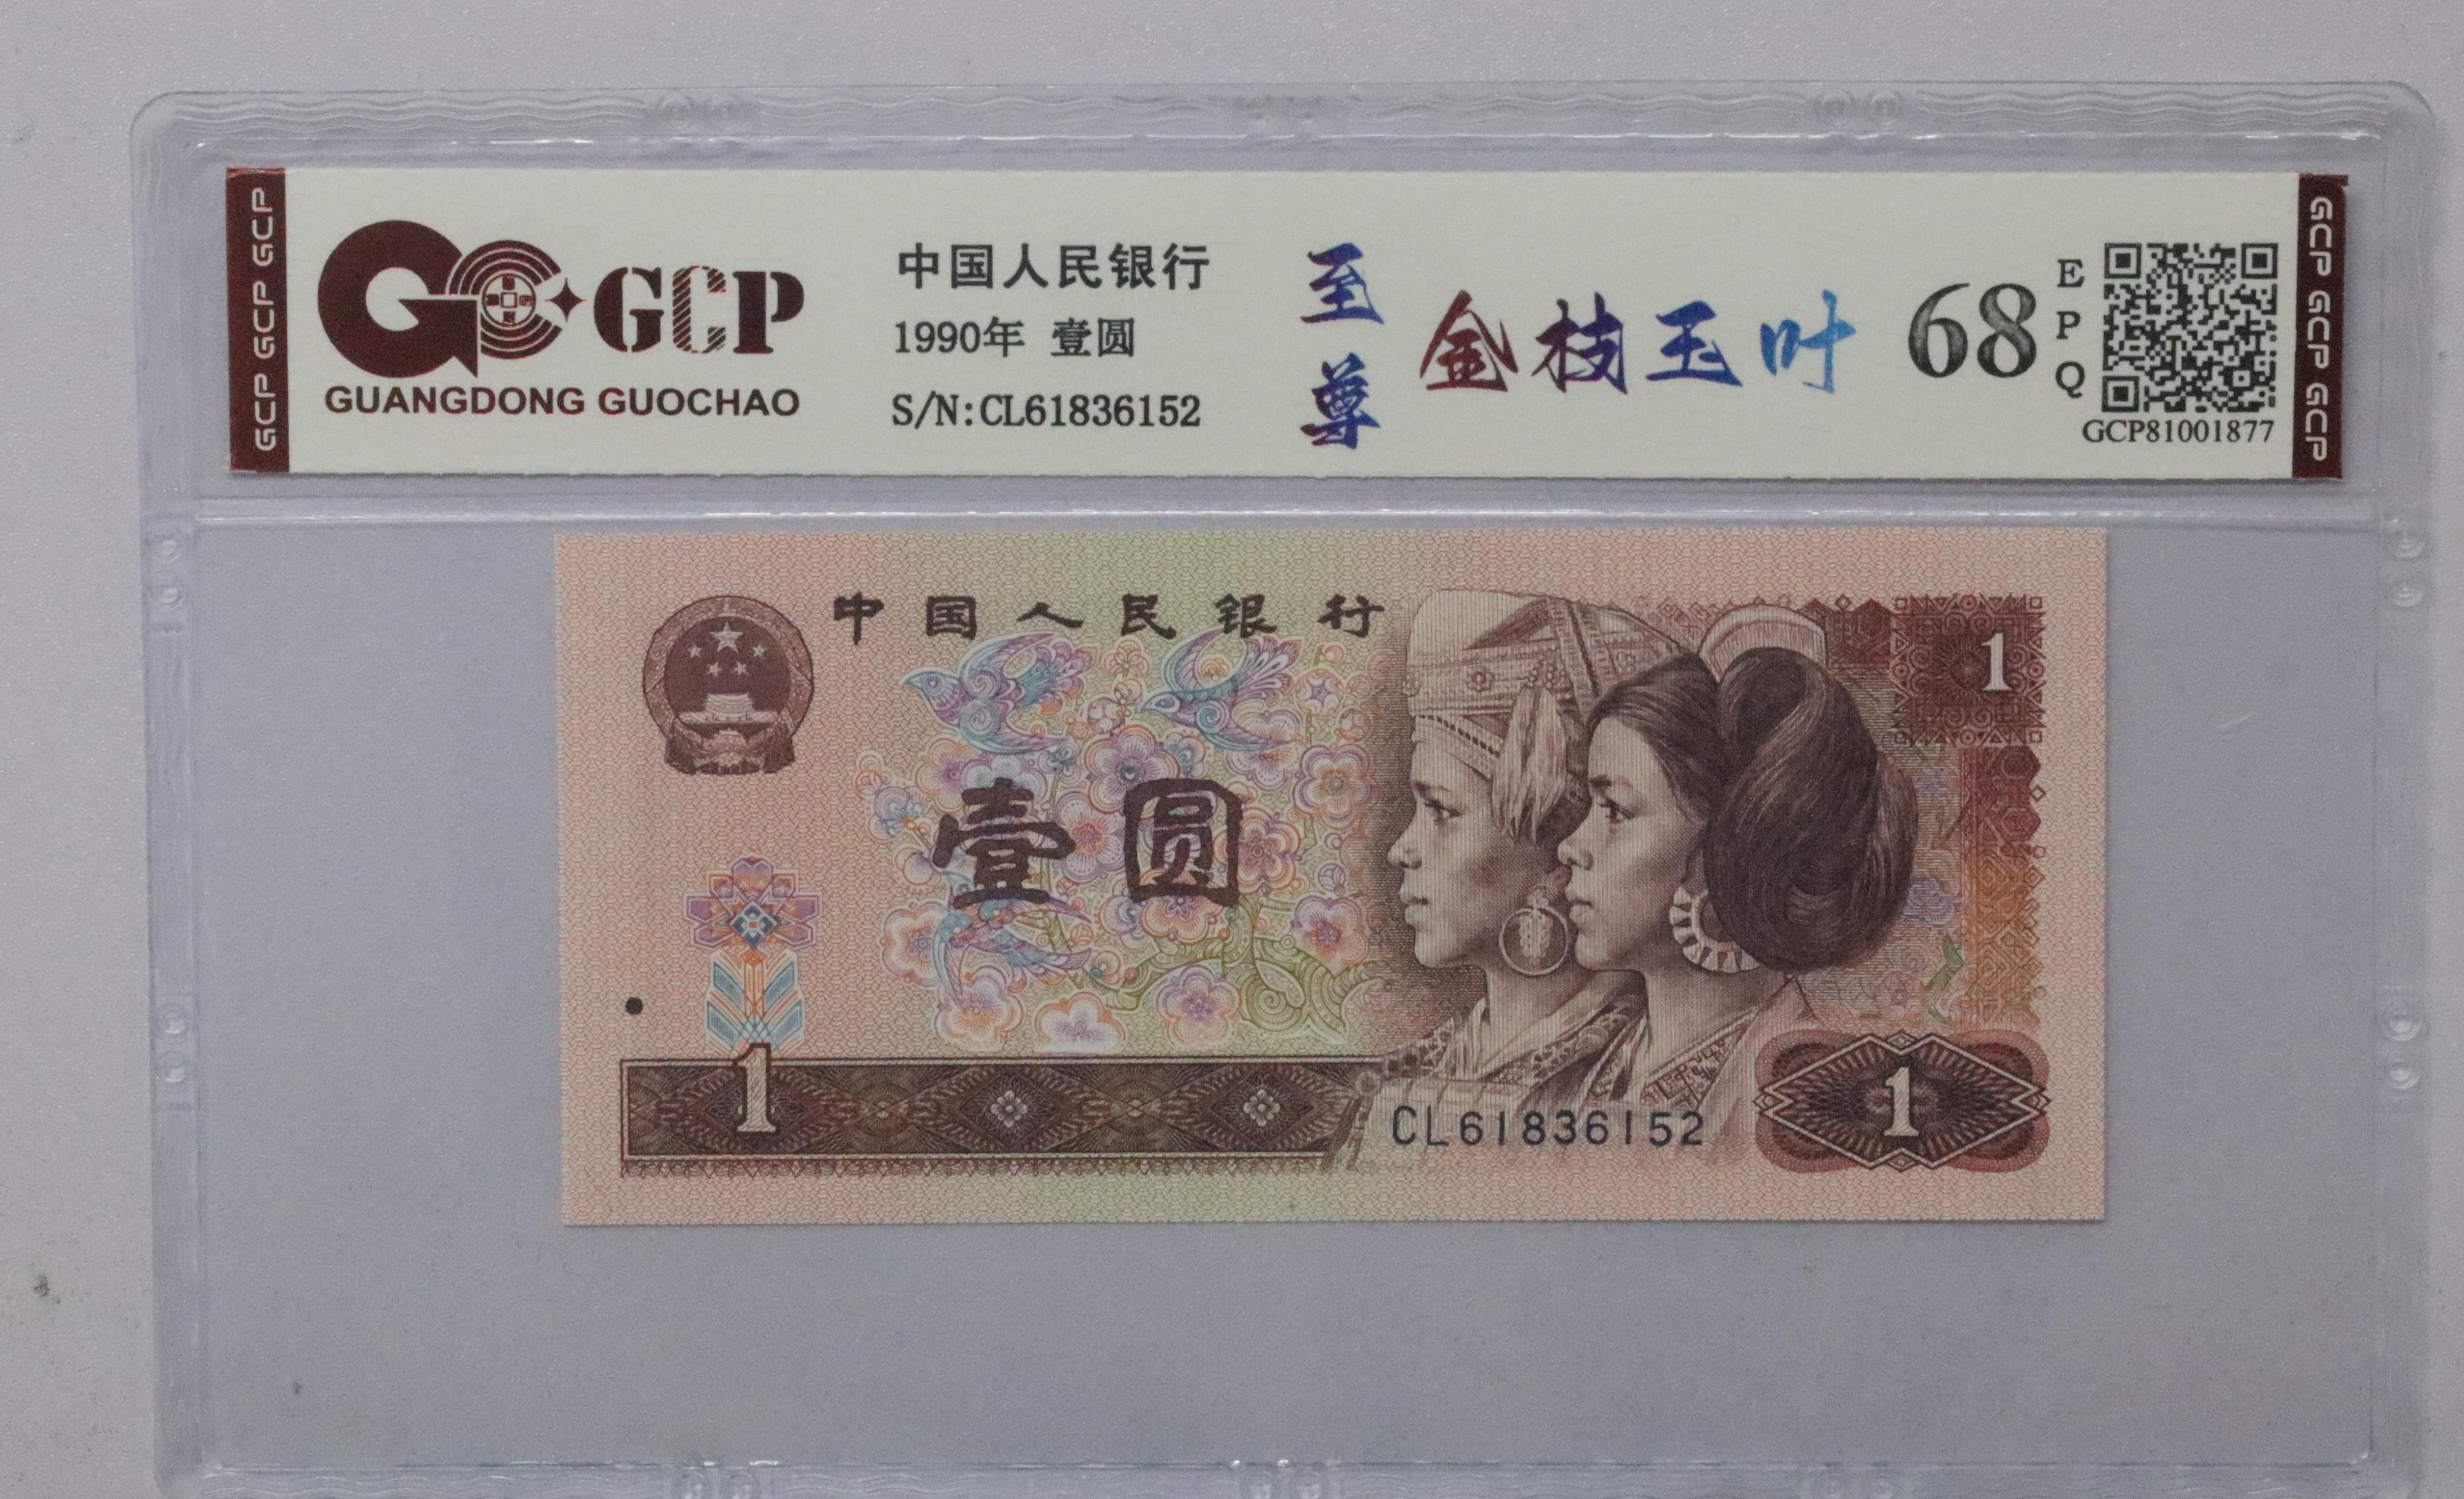 GCP GCP GCP
GCP
GUANGDONG GUOCHAO
中国人民银行
1990年 壹圆
S/N:CL61836152
至尊
金枝玉叶
68
EPQ
GCP81001877
GCP GCP GCP GCP
中国人民银行
1
壹圆
1
CL61836152
1